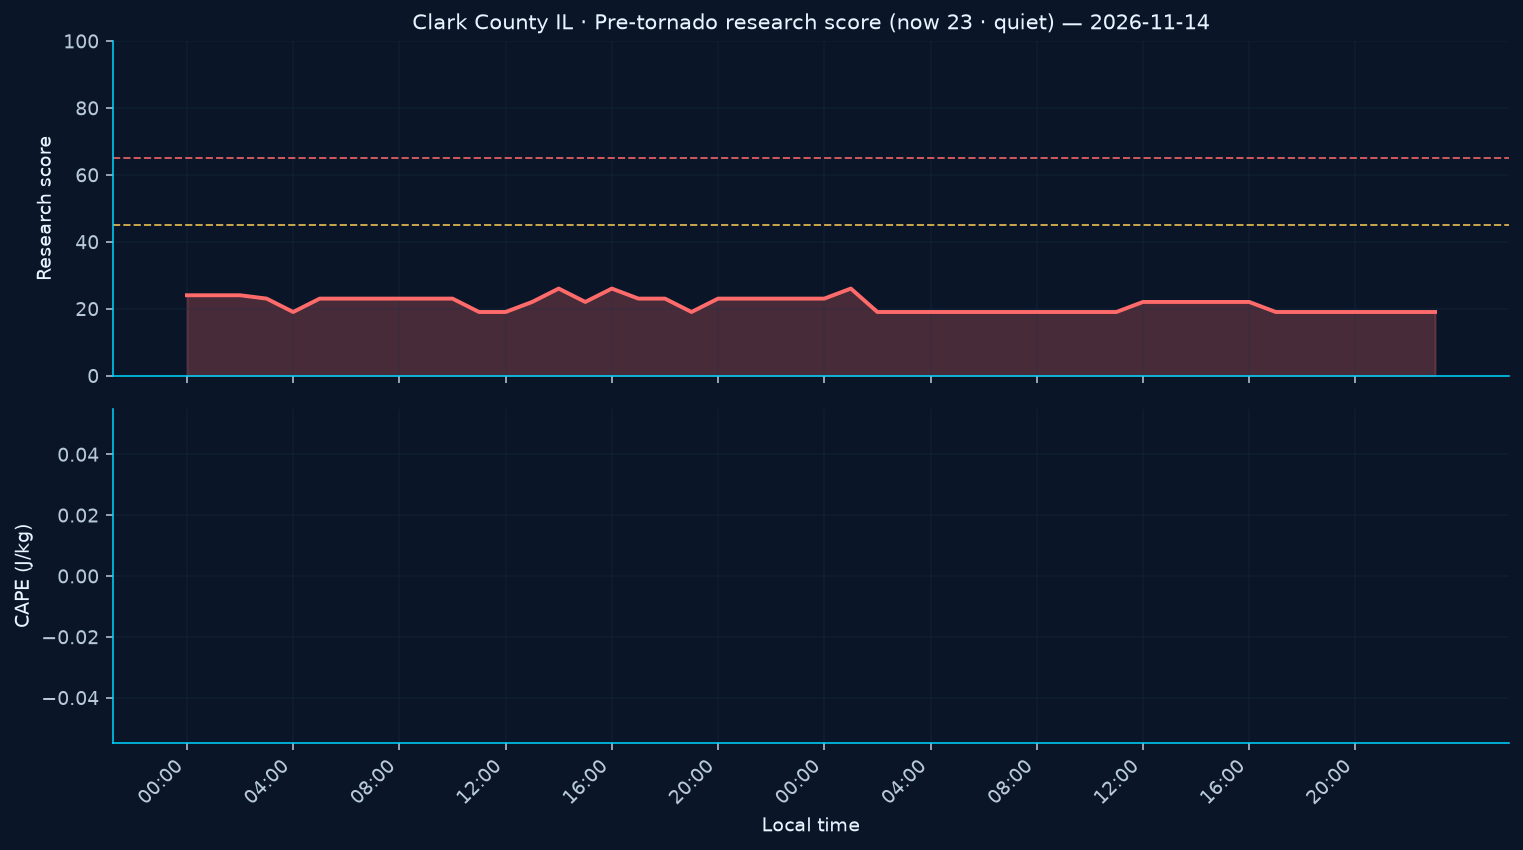 Clark County IL · Pre-tornado research score (now 23 · quiet) — 2026-11-14
Research score
100
80
60
40
20
0
CAPE (J/kg)
0.04
0.02
0.00
−0.02
−0.04
00:00 04:00 08:00 12:00 16:00 20:00 00:00 04:00 08:00 12:00 16:00 20:00
Local time